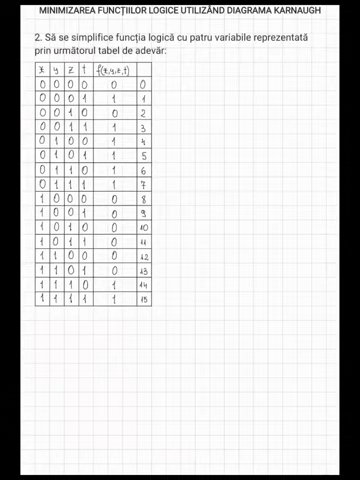 MINIMIZAREA FUNCȚIILOR LOGICE UTILIZÂND DIAGRAMA KARNAUGH
2. Să se simplifice funcția logică cu patru variabile reprezentată
prin următorul tabel de adevăr:
x y z t f(x,y,z,t)
0 0 0 0 0 0
0 0 0 1 1 1
0 0 1 0 0 2
0 0 1 1 1 3
0 1 0 0 1 4
0 1 0 1 1 5
0 1 1 0 1 6
0 1 1 1 1 7
1 0 0 0 0 8
1 0 0 1 0 9
1 0 1 0 0 10
1 0 1 1 0 11
1 1 0 0 0 12
1 1 0 1 0 13
1 1 1 0 1 14
1 1 1 1 1 15